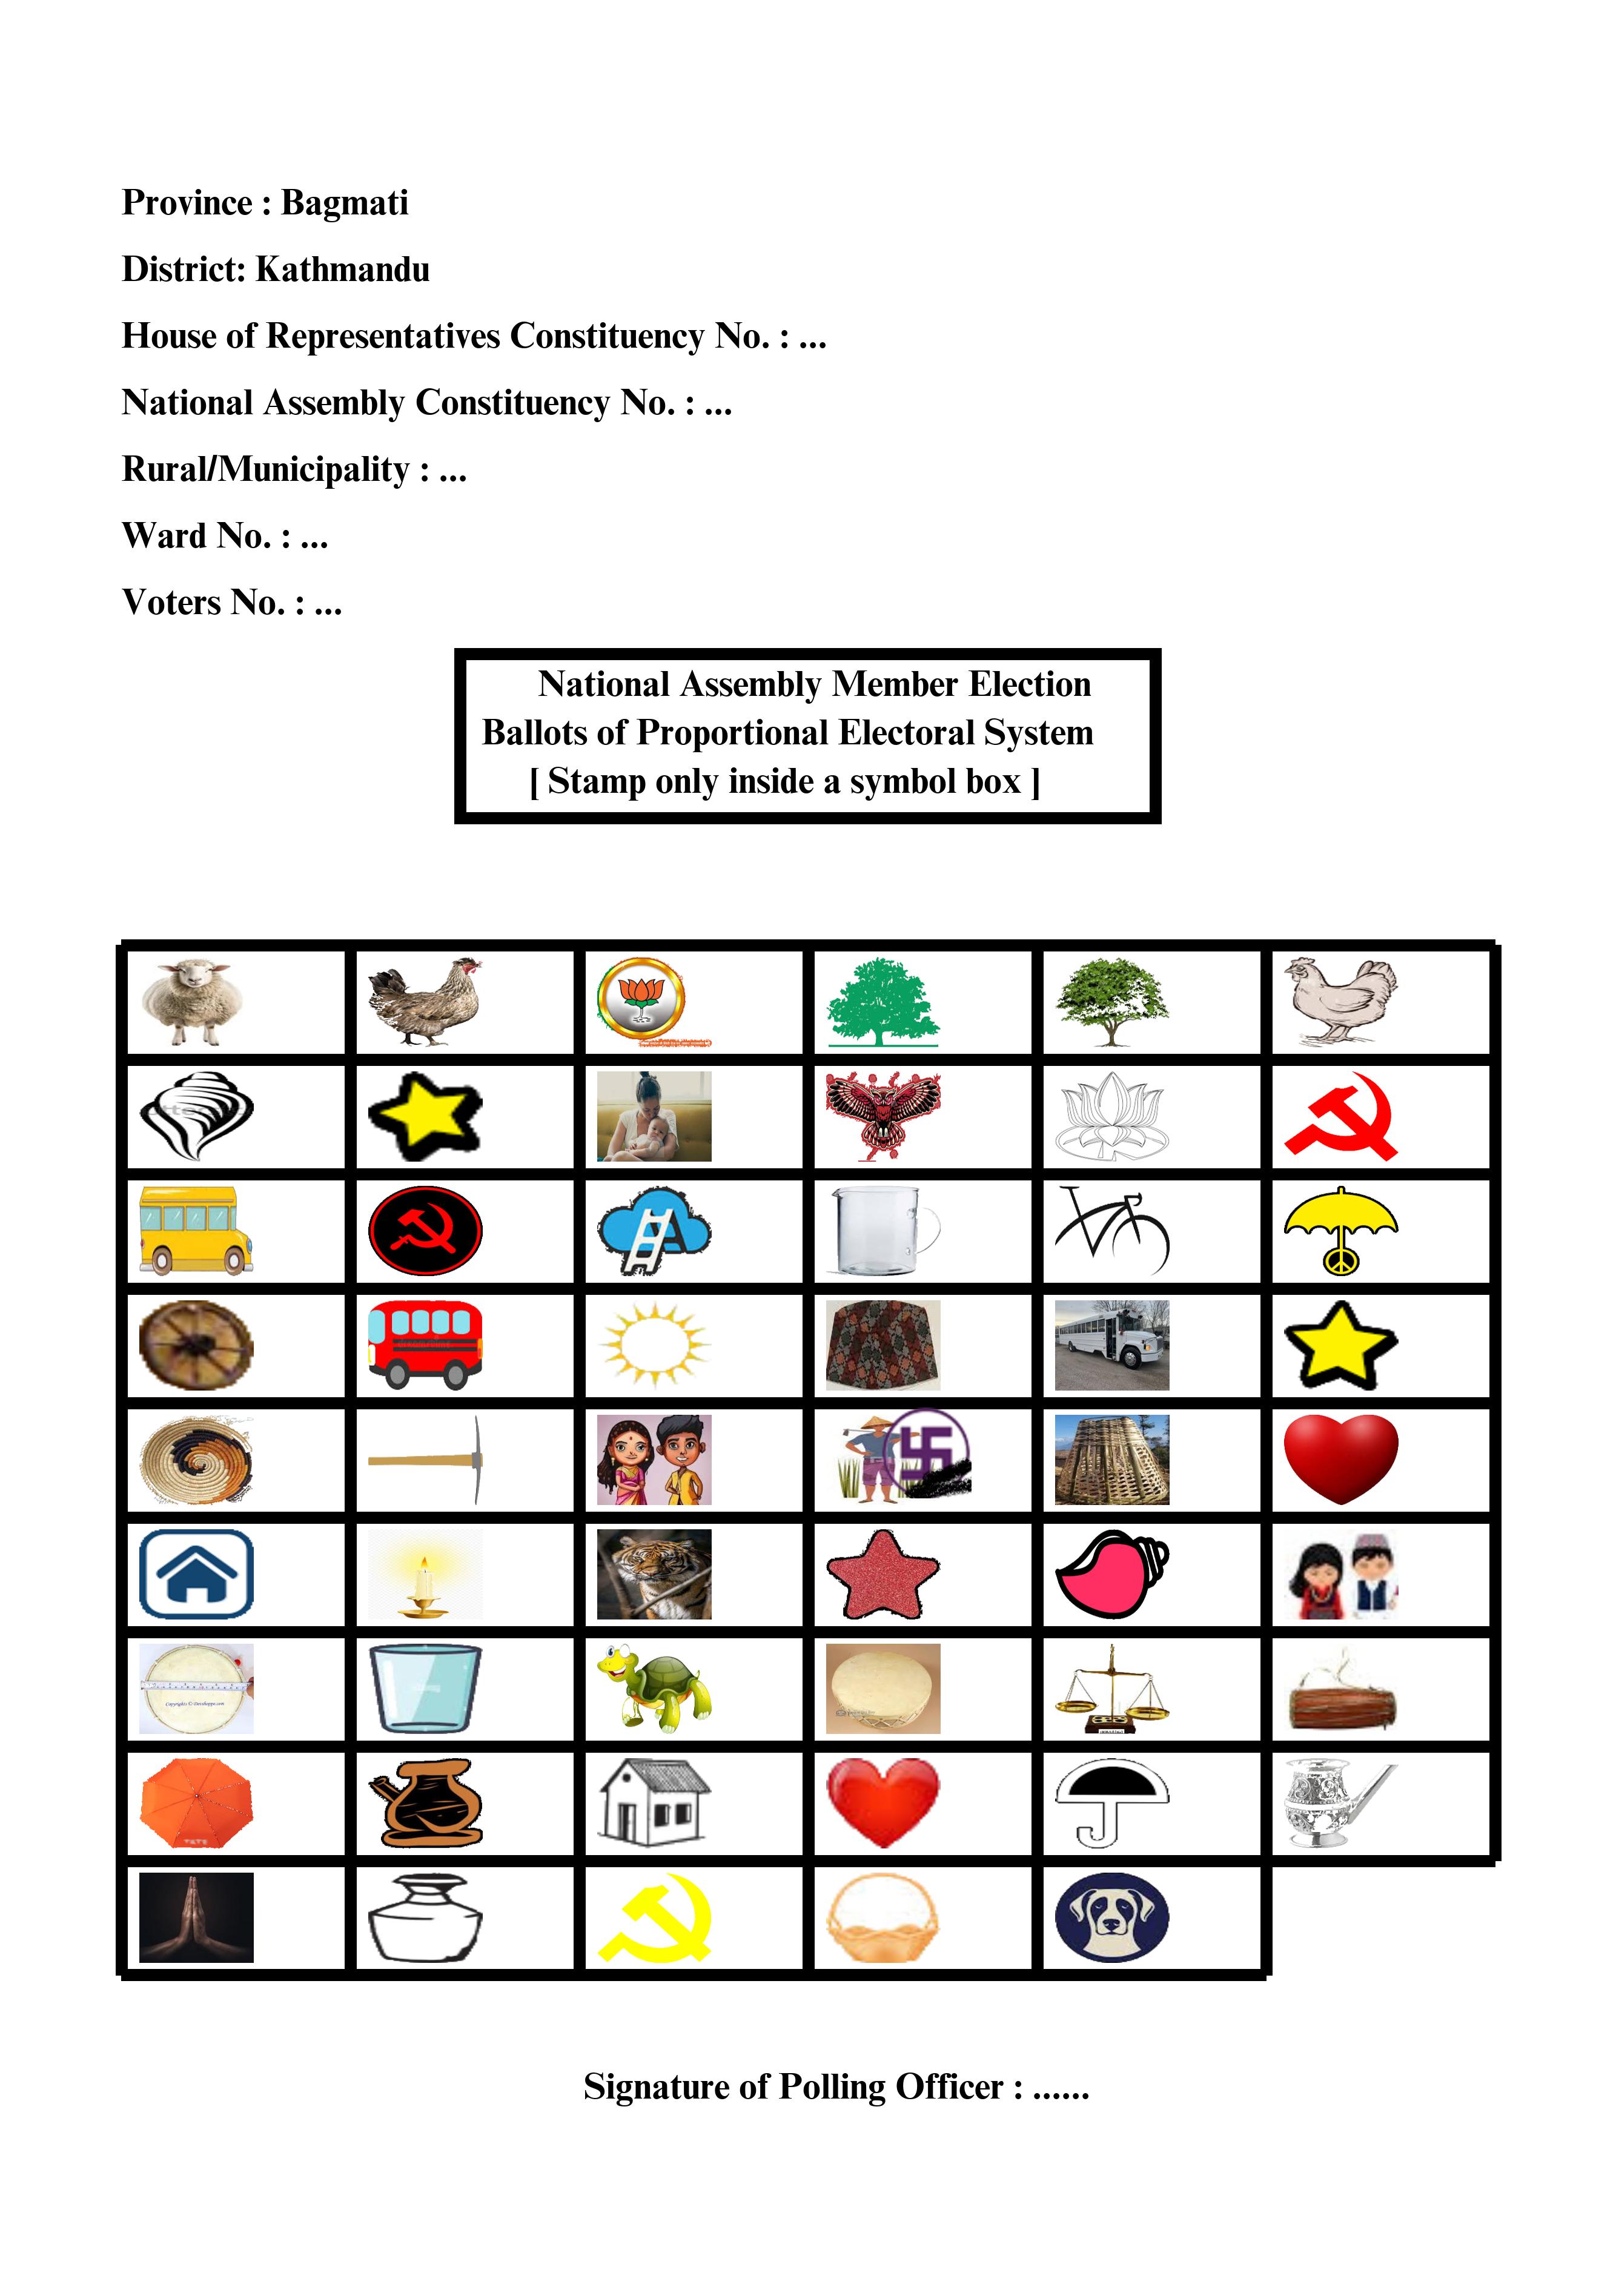 Province : Bagmati
District: Kathmandu
House of Representatives Constituency No. : ...
National Assembly Constituency No. : ...
Rural/Municipality : ...
Ward No. : ...
Voters No. : ...
National Assembly Member Election
Ballots of Proportional Electoral System
[ Stamp only inside a symbol box ]
Signature of Polling Officer : ......